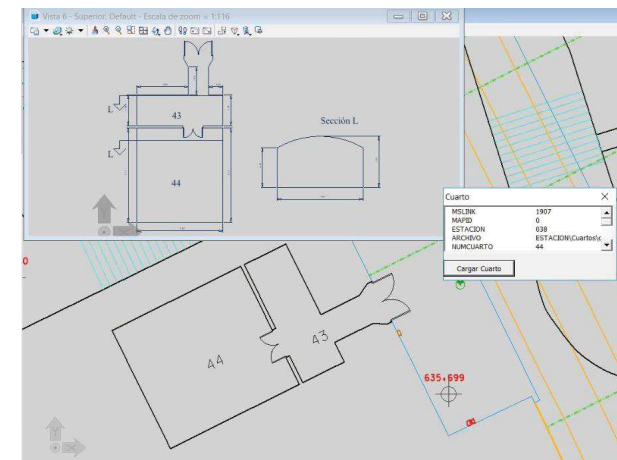 Vista 6 - Superior, Default - Escala de zoom = 1:116
L
43
L
44
Sección L
Cuarto
MSLINK 1907
MAPID 0
ESTACION 038
ARCHIVO ESTACION\Cuartos\c
NUMCUARTO 44
Cargar Cuarto
0
43
44
635.699